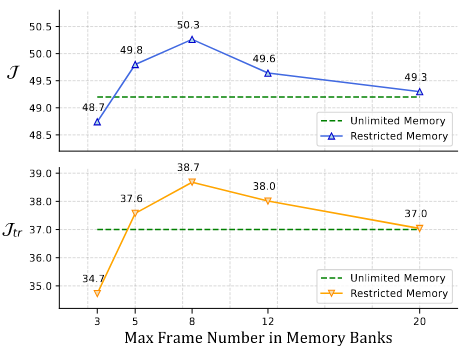 50.5
50.0
49.5
49.0
48.5
𝒥
48.7
49.8
50.3
49.6
49.3
Unlimited Memory
Restricted Memory
39.0
38.0
37.0
36.0
35.0
𝒥tr
34.7
37.6
38.7
38.0
37.0
Unlimited Memory
Restricted Memory
3 5 8 12 20
Max Frame Number in Memory Banks